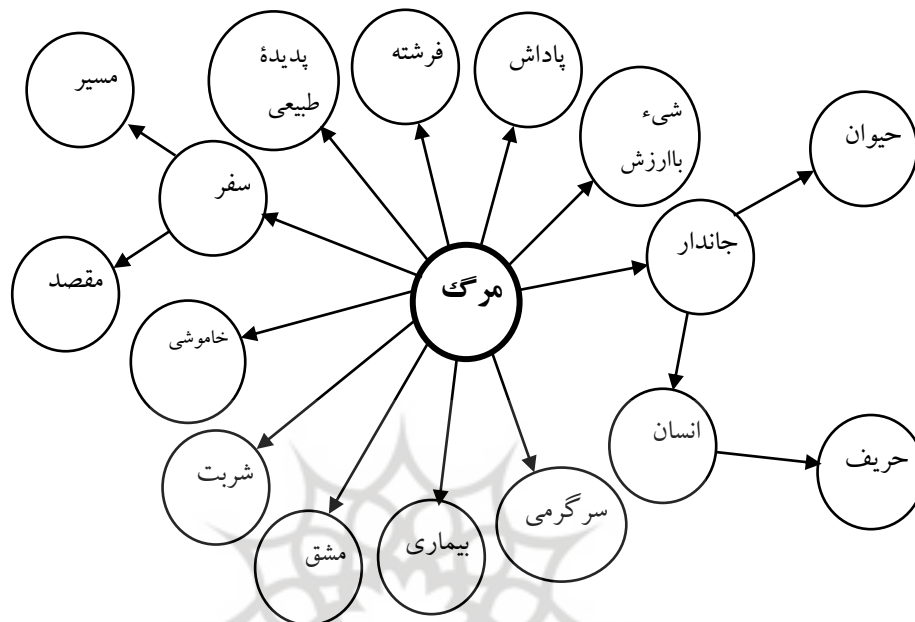 پاداش
فرشته
پدیدهٔ
طبیعی
شیء
باارزش
مسیر
حیوان
سفر
جاندار
مقصد
مرگ
خاموشی
انسان
حریف
شربت
سرگرمی
بیماری
مشق